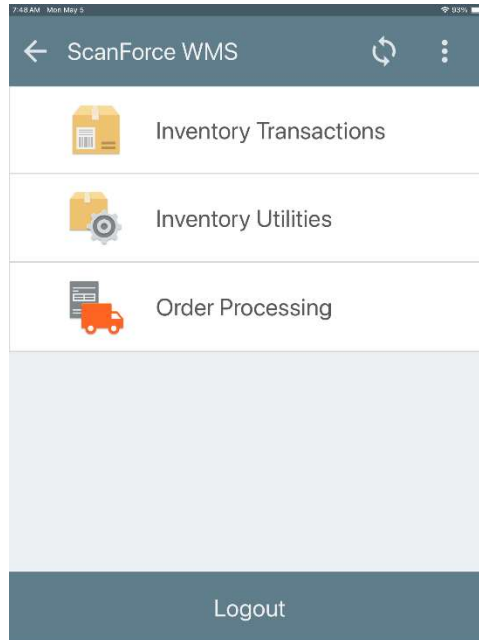 7:48 AM Mon May 5
93%
ScanForce WMS
Inventory Transactions
Inventory Utilities
Order Processing
Logout